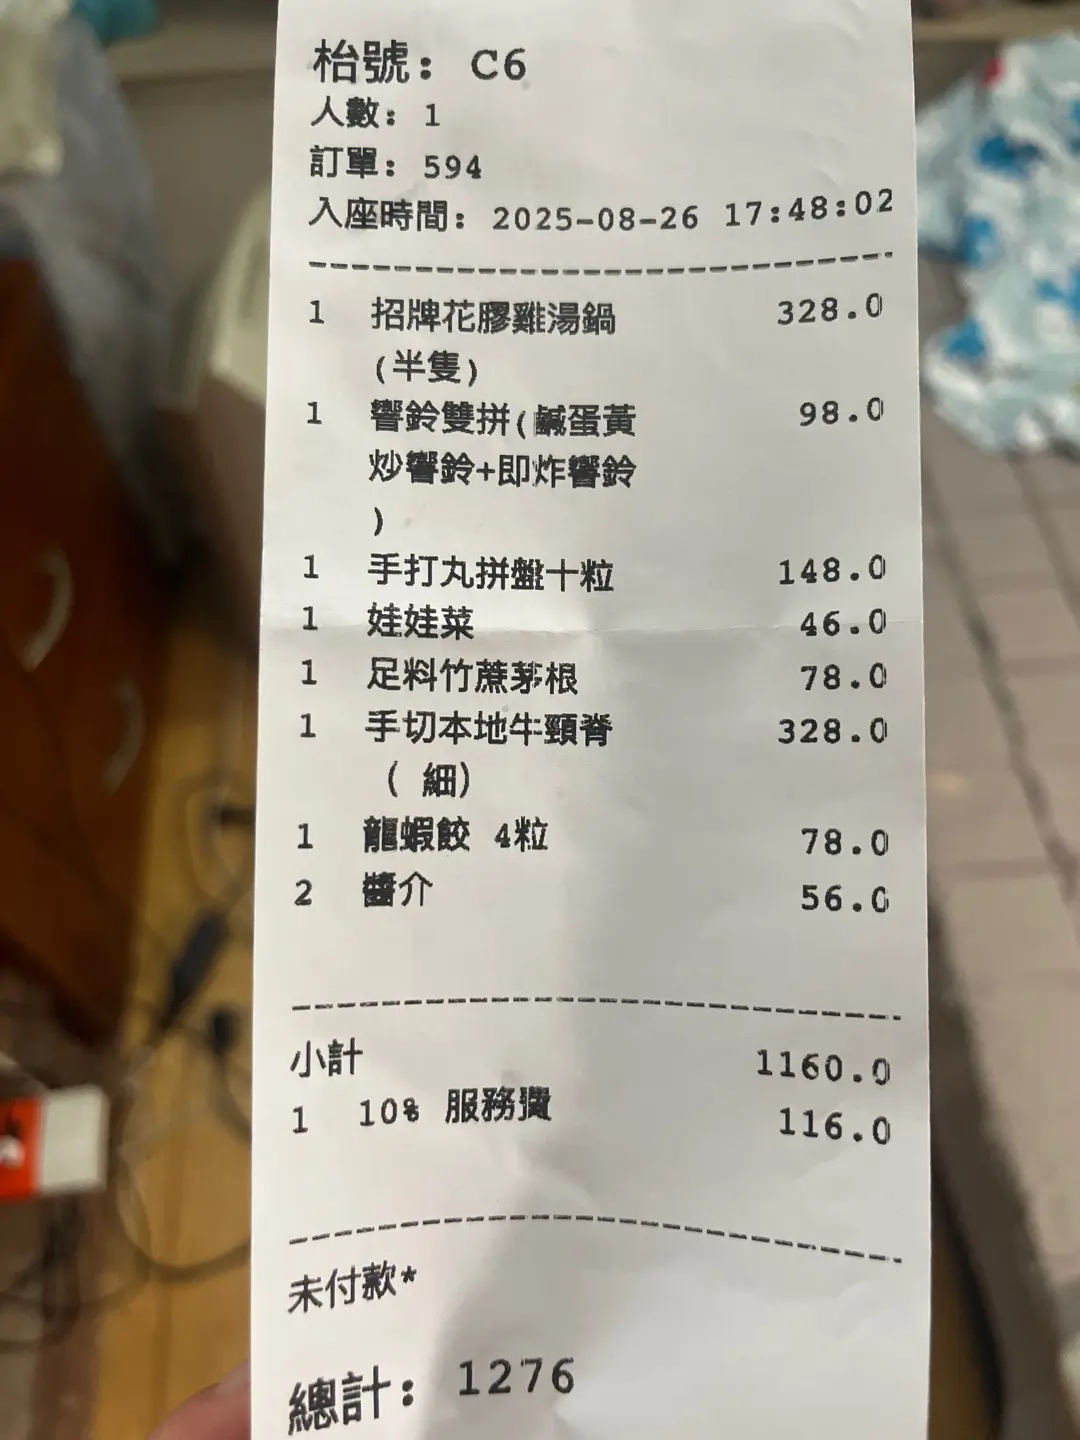 枱號: C6
人數: 1
訂單: 594
入座時間: 2025-08-26 17:48:02
1 招牌花膠雞湯鍋 328.0
(半隻)
1 響鈴雙拼(鹹蛋黃 98.0
炒響鈴+即炸響鈴
)
1 手打丸拼盤十粒 148.0
1 娃娃菜 46.0
1 足料竹蔗茅根 78.0
1 手切本地牛頸脊 328.0
( 細)
1 龍蝦餃 4粒 78.0
2 醬介 56.0
小計 1160.0
1 10% 服務費 116.0
未付款*
總計: 1276